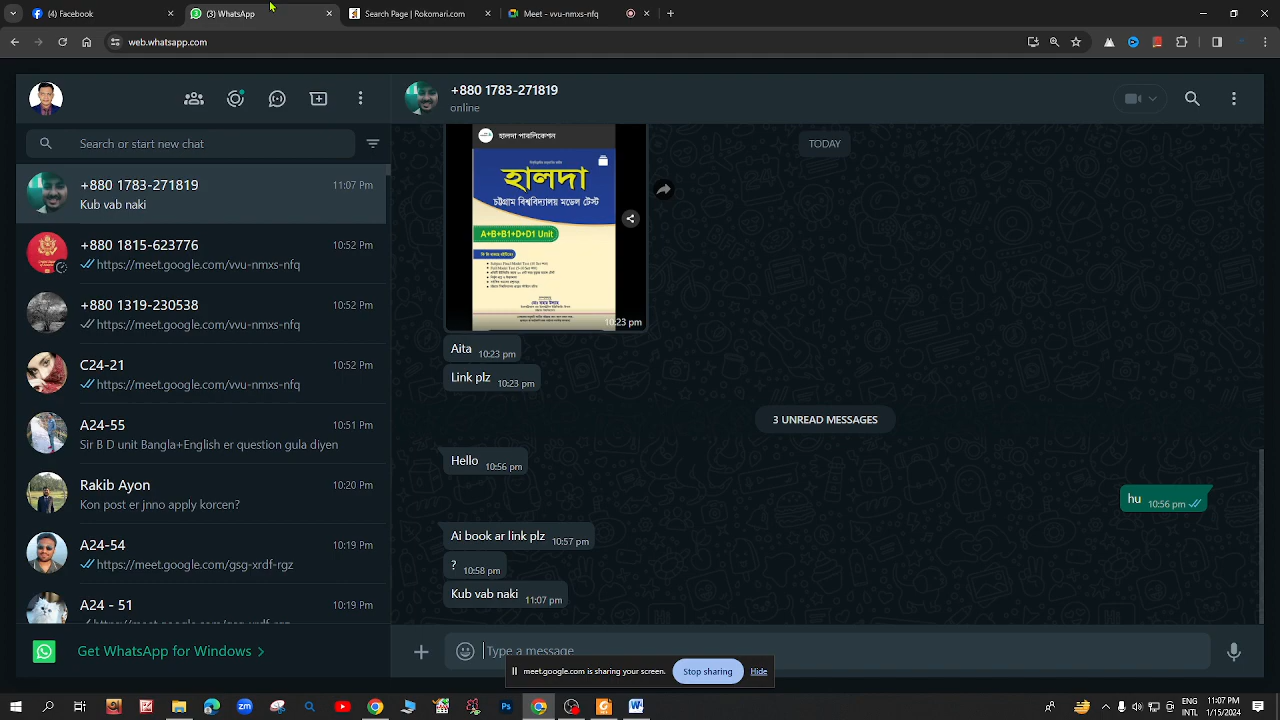 (4) Facebook
(3) WhatsApp
Search Page | Rokomari.com
Meet - vvu-nmxs-nfq
web.whatsapp.com
Search or start new chat
+880 1783-271819
11:07 Pm
Kub vab naki
+880 1815-623776
10:52 Pm
https://meet.google.com/vvu-nmxs-nfq
+880 1319-230538
10:52 Pm
https://meet.google.com/vvu-nmxs-nfq
C24-21
10:52 Pm
https://meet.google.com/vvu-nmxs-nfq
A24-55
10:51 Pm
Sir B D unit Bangla+English er question gula diyen
Rakib Ayon
10:20 Pm
Kon post er jnno apply korcen?
A24-54
10:19 Pm
https://meet.google.com/gsg-xrdf-rgz
A34 - 51
10:19 Pm
Get WhatsApp for Windows
+880 1783-271819
online
TODAY
হালদা পাবলিকেশন
হালদা
চট্টগ্রাম বিশ্ববিদ্যালয় মডেল টেস্ট
A+B+B1+D+D1 Unit
10:23 pm
Aita 10:23 pm
Link plz 10:23 pm
3 UNREAD MESSAGES
Hello 10:56 pm
hu 10:56 pm
Ai boi ar link plz 10:57 pm
? 10:58 pm
Kub vab naki 11:07 pm
Type a message
meet.google.com is sharing your screen.
Stop sharing
Hide
ENG
US
11:07 PM